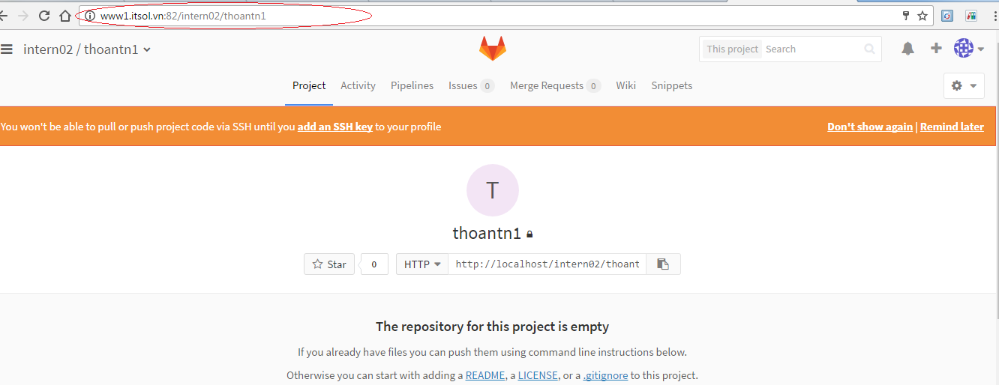 www1.itsol.vn:82/intern02/thoantn1
intern02 / thoantn1
This project Search
Project Activity Pipelines Issues 0 Merge Requests 0 Wiki Snippets
You won't be able to pull or push project code via SSH until you add an SSH key to your profile Don't show again | Remind later
T
thoantn1
Star 0 HTTP http://localhost/intern02/thoant
The repository for this project is empty
If you already have files you can push them using command line instructions below.
Otherwise you can start with adding a README, a LICENSE, or a .gitignore to this project.